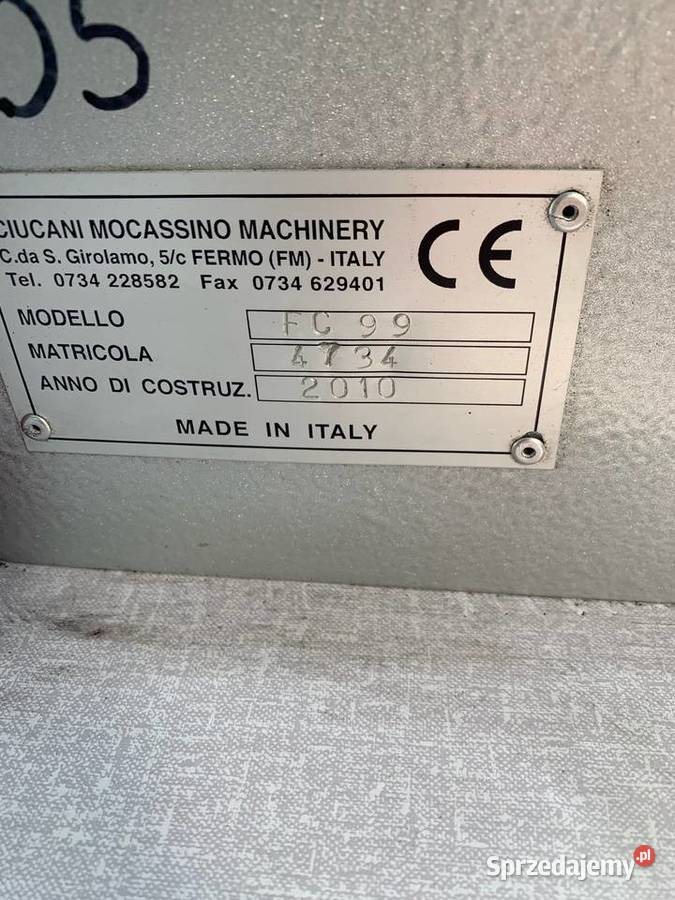 05
CIUCANI MOCASSINO MACHINERY
C.da S. Girolamo, 5/c FERMO (FM) - ITALY
Tel. 0734 228582 Fax 0734 629401
CE
MODELLO FC 99
MATRICOLA 4734
ANNO DI COSTRUZ. 2010
MADE IN ITALY
Sprzedajemy.pl